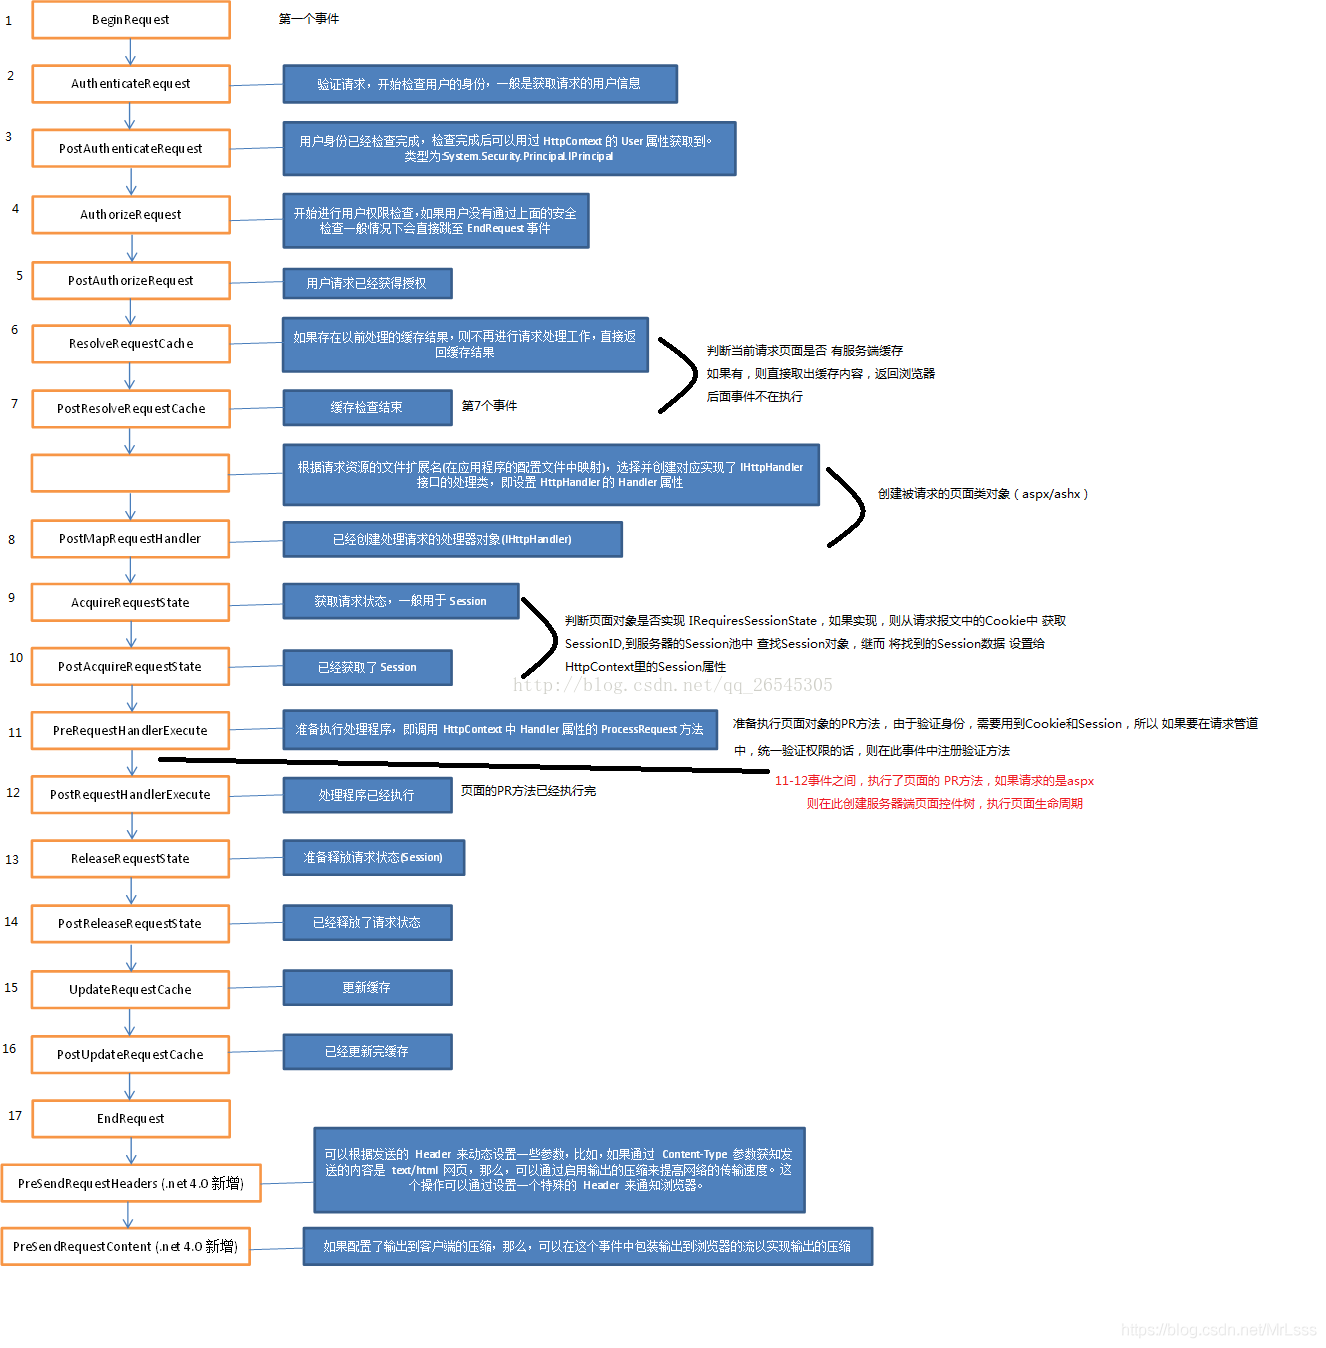 1
BeginRequest
第一个事件
2
AuthenticateRequest
验证请求，开始检查用户的身份，一般是获取请求的用户信息
3
PostAuthenticateRequest
用户身份已经检查完成，检查完成后可以用过 HttpContext 的 User 属性获取到。
类型为:System.Security.Principal.IPrincipal
4
AuthorizeRequest
开始进行用户权限检查,如果用户没有通过上面的安全
检查一般情况下会直接跳至 EndRequest 事件
5
PostAuthorizeRequest
用户请求已经获得授权
6
ResolveRequestCache
如果存在以前处理的缓存结果，则不再进行请求处理工作，直接返
回缓存结果
判断当前请求页面是否 有服务端缓存
如果有，则直接取出缓存内容，返回浏览器
后面事件不在执行
7
PostResolveRequestCache
缓存检查结束
第7个事件
根据请求资源的文件扩展名(在应用程序的配置文件中映射)，选择并创建对应实现了 IHttpHandler
接口的处理类，即设置 HttpHandler 的 Handler 属性
创建被请求的页面类对象（aspx/ashx）
8
PostMapRequestHandler
已经创建处理请求的处理器对象(IHttpHandler)
9
AcquireRequestState
获取请求状态，一般用于 Session
判断页面对象是否实现 IRequiresSessionState，如果实现，则从请求报文中的Cookie中 获取
SessionID,到服务器的Session池中 查找Session对象，继而 将找到的Session数据 设置给
HttpContext里的Session属性
10
PostAcquireRequestState
已经获取了 Session
http://blog.csdn.net/qq_26545305
11
PreRequestHandlerExecute
准备执行处理程序，即调用 HttpContext 中 Handler 属性的 ProcessRequest 方法
准备执行页面对象的PR方法，由于验证身份，需要用到Cookie和Session，所以 如果要在请求管道
中，统一验证权限的话，则在此事件中注册验证方法
11-12事件之间，执行了页面的 PR方法，如果请求的是aspx
则在此创建服务器端页面控件树，执行页面生命周期
12
PostRequestHandlerExecute
处理程序已经执行
页面的PR方法已经执行完
13
ReleaseRequestState
准备释放请求状态(Session)
14
PostReleaseRequestState
已经释放了请求状态
15
UpdateRequestCache
更新缓存
16
PostUpdateRequestCache
已经更新完缓存
17
EndRequest
PreSendRequestHeaders (.net 4.0 新增)
可以根据发送的 Header 来动态设置一些参数，比如，如果通过 Content-Type 参数获知发
送的内容是 text/html 网页，那么，可以通过启用输出的压缩来提高网络的传输速度。这
个操作可以通过设置一个特殊的 Header 来通知浏览器。
PreSendRequestContent (.net 4.0 新增)
如果配置了输出到客户端的压缩，那么，可以在这个事件中包装输出到浏览器的流以实现输出的压缩
https://blog.csdn.net/MrLsss